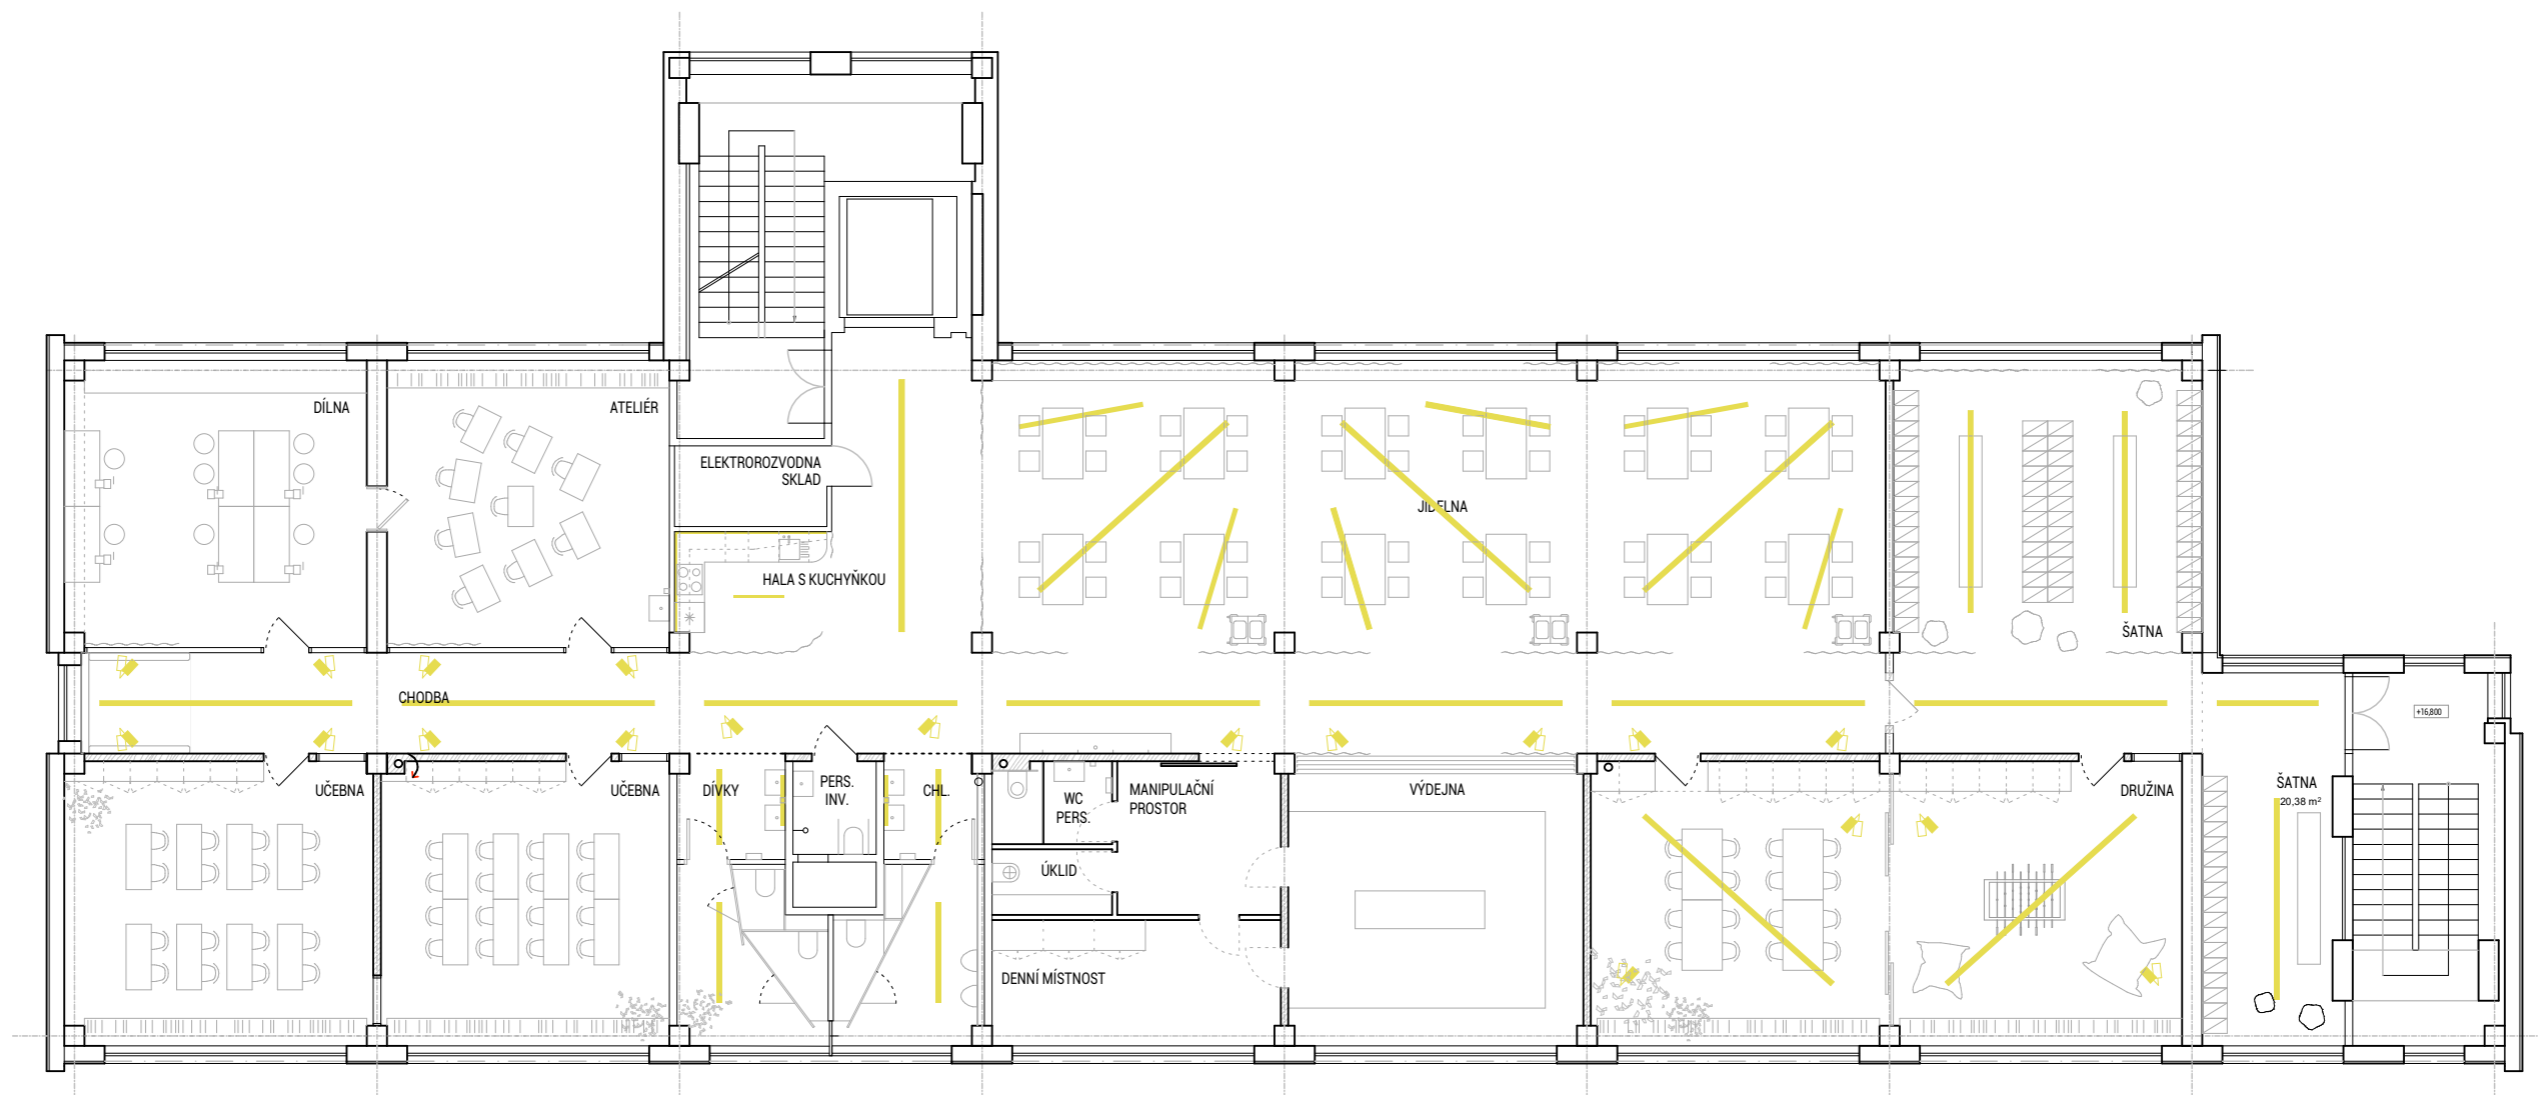 DÍLNA
ATELIÉR
ELEKTROROZVODNA
SKLAD
HALA S KUCHYŇKOU
JÍDELNA
ŠATNA
CHODBA
+16,800
UČEBNA
UČEBNA
DÍVKY
PERS.
INV.
CHL.
WC
PERS.
MANIPULAČNÍ
PROSTOR
VÝDEJNA
DRUŽINA
ŠATNA
20,38 m²
ÚKLID
DENNÍ MÍSTNOST